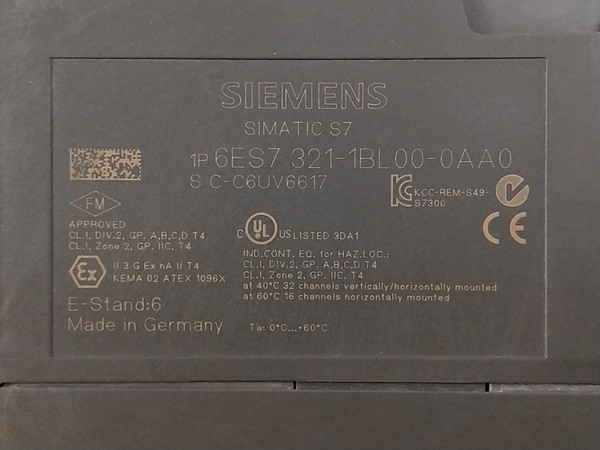 SIEMENS
SIMATIC S7
1P 6ES7 321-1BL00-0AA0
S C-C6UV6617
KCC-REM-S49-
S7300
FM
APPROVED
CL.I, DIV.2, GP. A,B,C,D T4
CL.I, Zone 2, GP. IIC, T4
C UL US LISTED 3DA1
CE
IND.CONT. EQ. for HAZ.LOC.:
CL.I, DIV.2, GP. A,B,C,D T4
CL.I, Zone 2, GP. IIC, T4
at 40°C 32 channels vertically/horizontally mounted
at 60°C 16 channels horizontally mounted
Ex II 3 G Ex nA II T4
KEMA 02 ATEX 1096X
E-Stand:6
Made in Germany
Ta: 0°C...+60°C